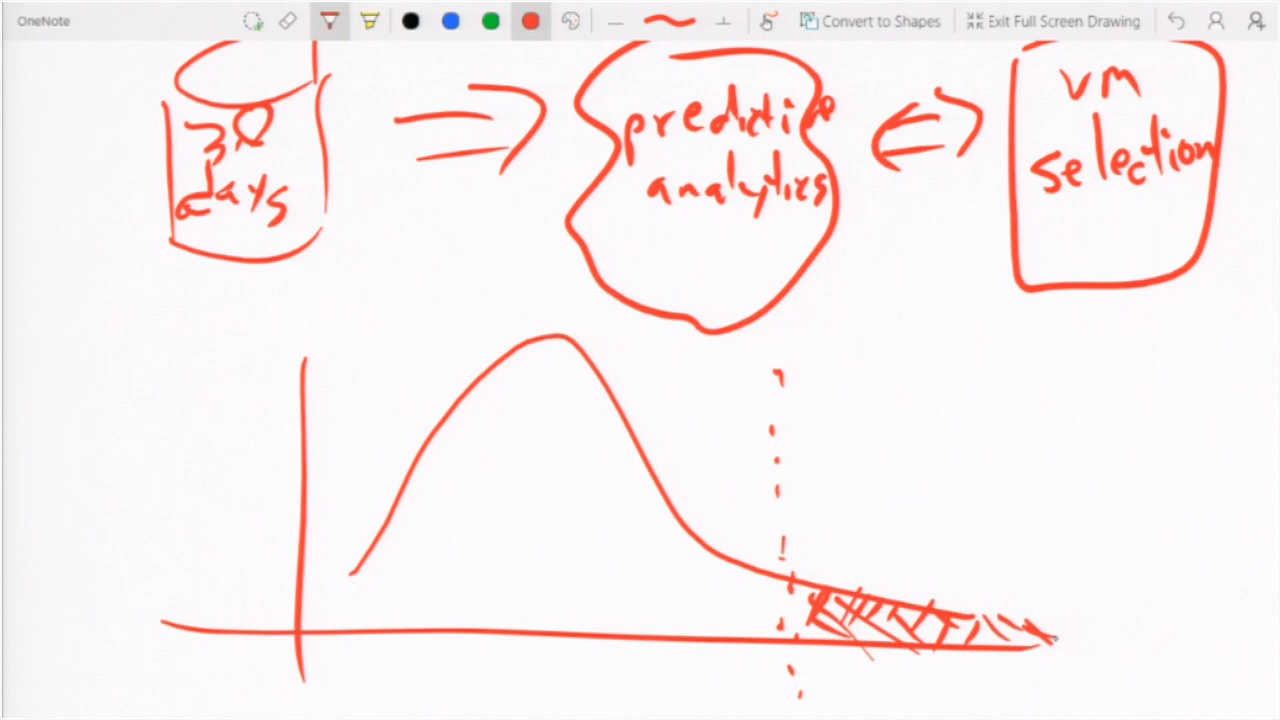 OneNote
Convert to Shapes
Exit Full Screen Drawing
30
days
predictive
analytics
vm
selection